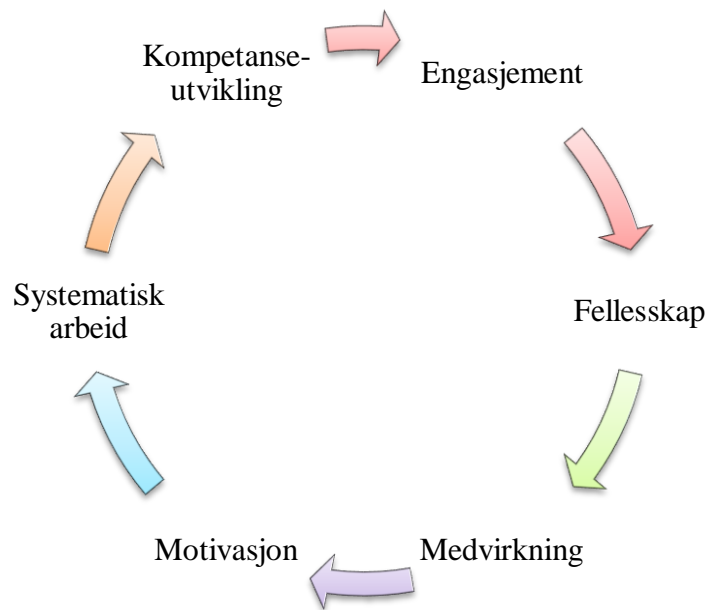 Kompetanse-
utvikling
Engasjement
Fellesskap
Medvirkning
Motivasjon
Systematisk
arbeid